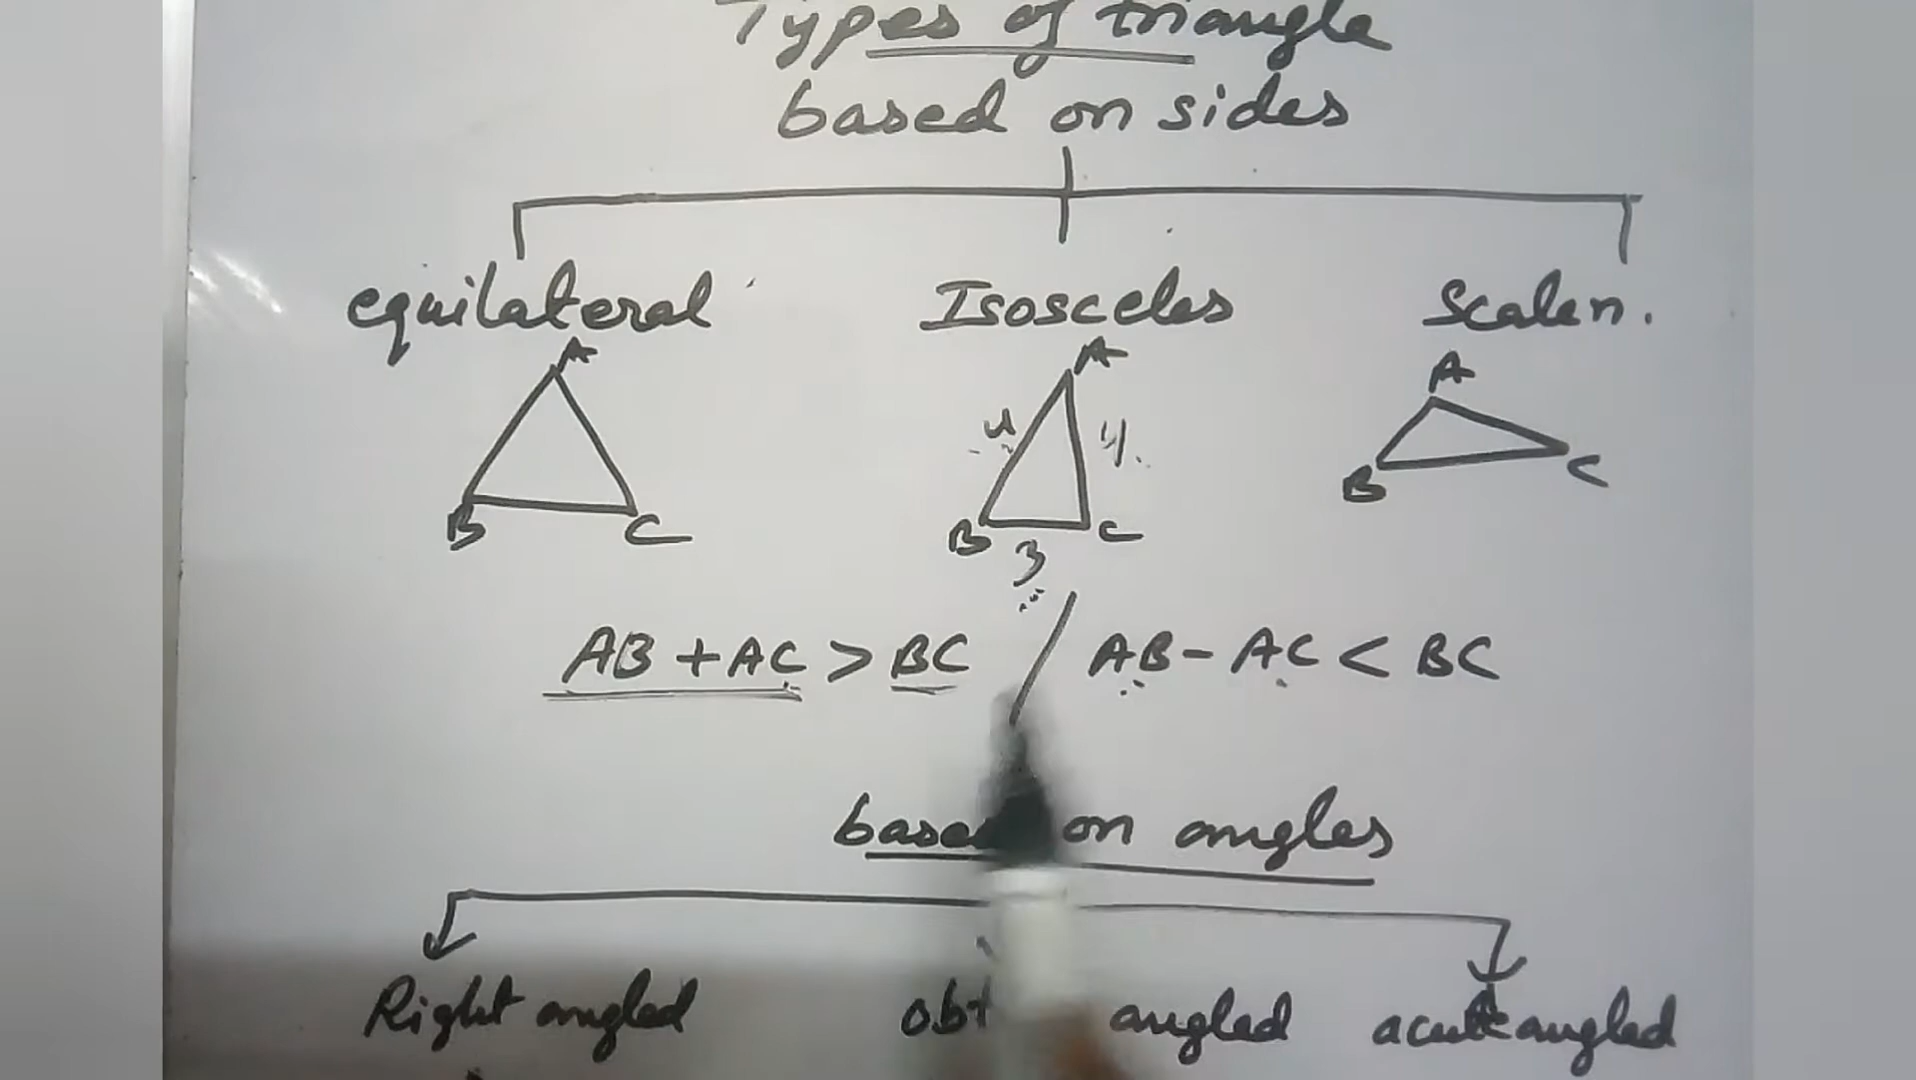 Types of triangle
based on sides
equilateral Isosceles Scalen.
A A A
4 4
B C B C B C
3
AB + AC > BC / AB - AC < BC
on angles
Right angled angled acute angled